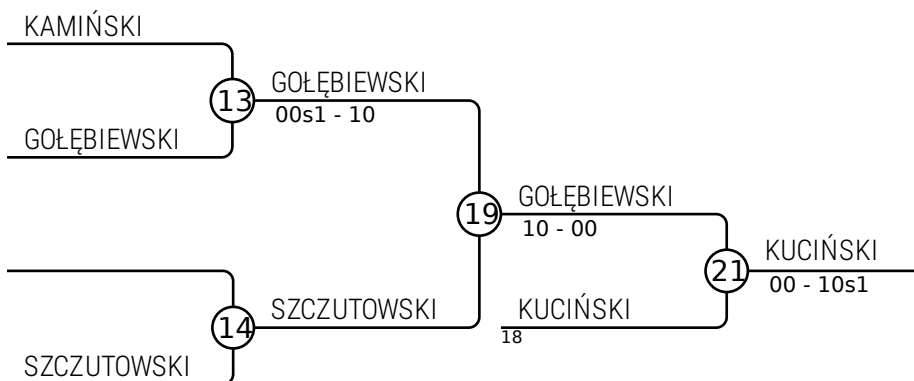 KAMIŃSKI
13
GOŁĘBIEWSKI
00s1 - 10
GOŁĘBIEWSKI
19
GOŁĘBIEWSKI
10 - 00
21
KUCIŃSKI
00 - 10s1
14
SZCZUTOWSKI
KUCIŃSKI
18
SZCZUTOWSKI